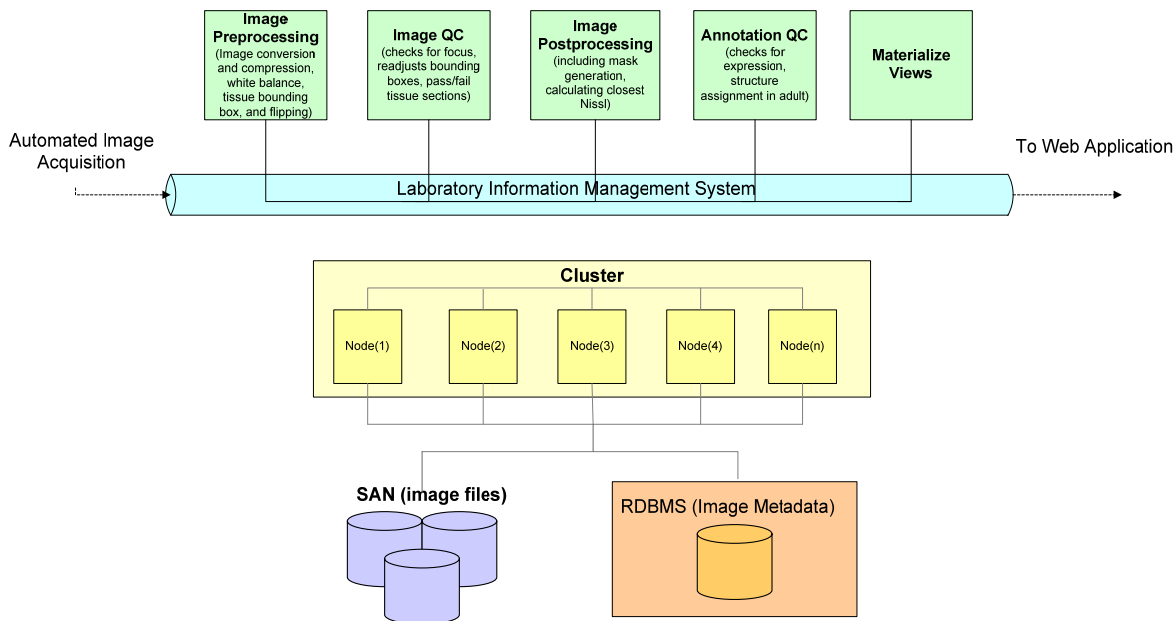 Image
Preprocessing
(Image conversion
and compression,
white balance,
tissue bounding
box, and flipping)
Image QC
(checks for focus,
readjusts bounding
boxes, pass/fail
tissue sections)
Image
Postprocessing
(including mask
generation,
calculating closest
Nissl)
Annotation QC
(checks for
expression,
structure
assignment in
adult)
Materialize
Views
Automated Image
Acquisition
To Web Application
Laboratory Information Management System
Cluster
Node(1)
Node(2)
Node(3)
Node(4)
Node(n)
SAN (image files)
RDBMS (Image Metadata)